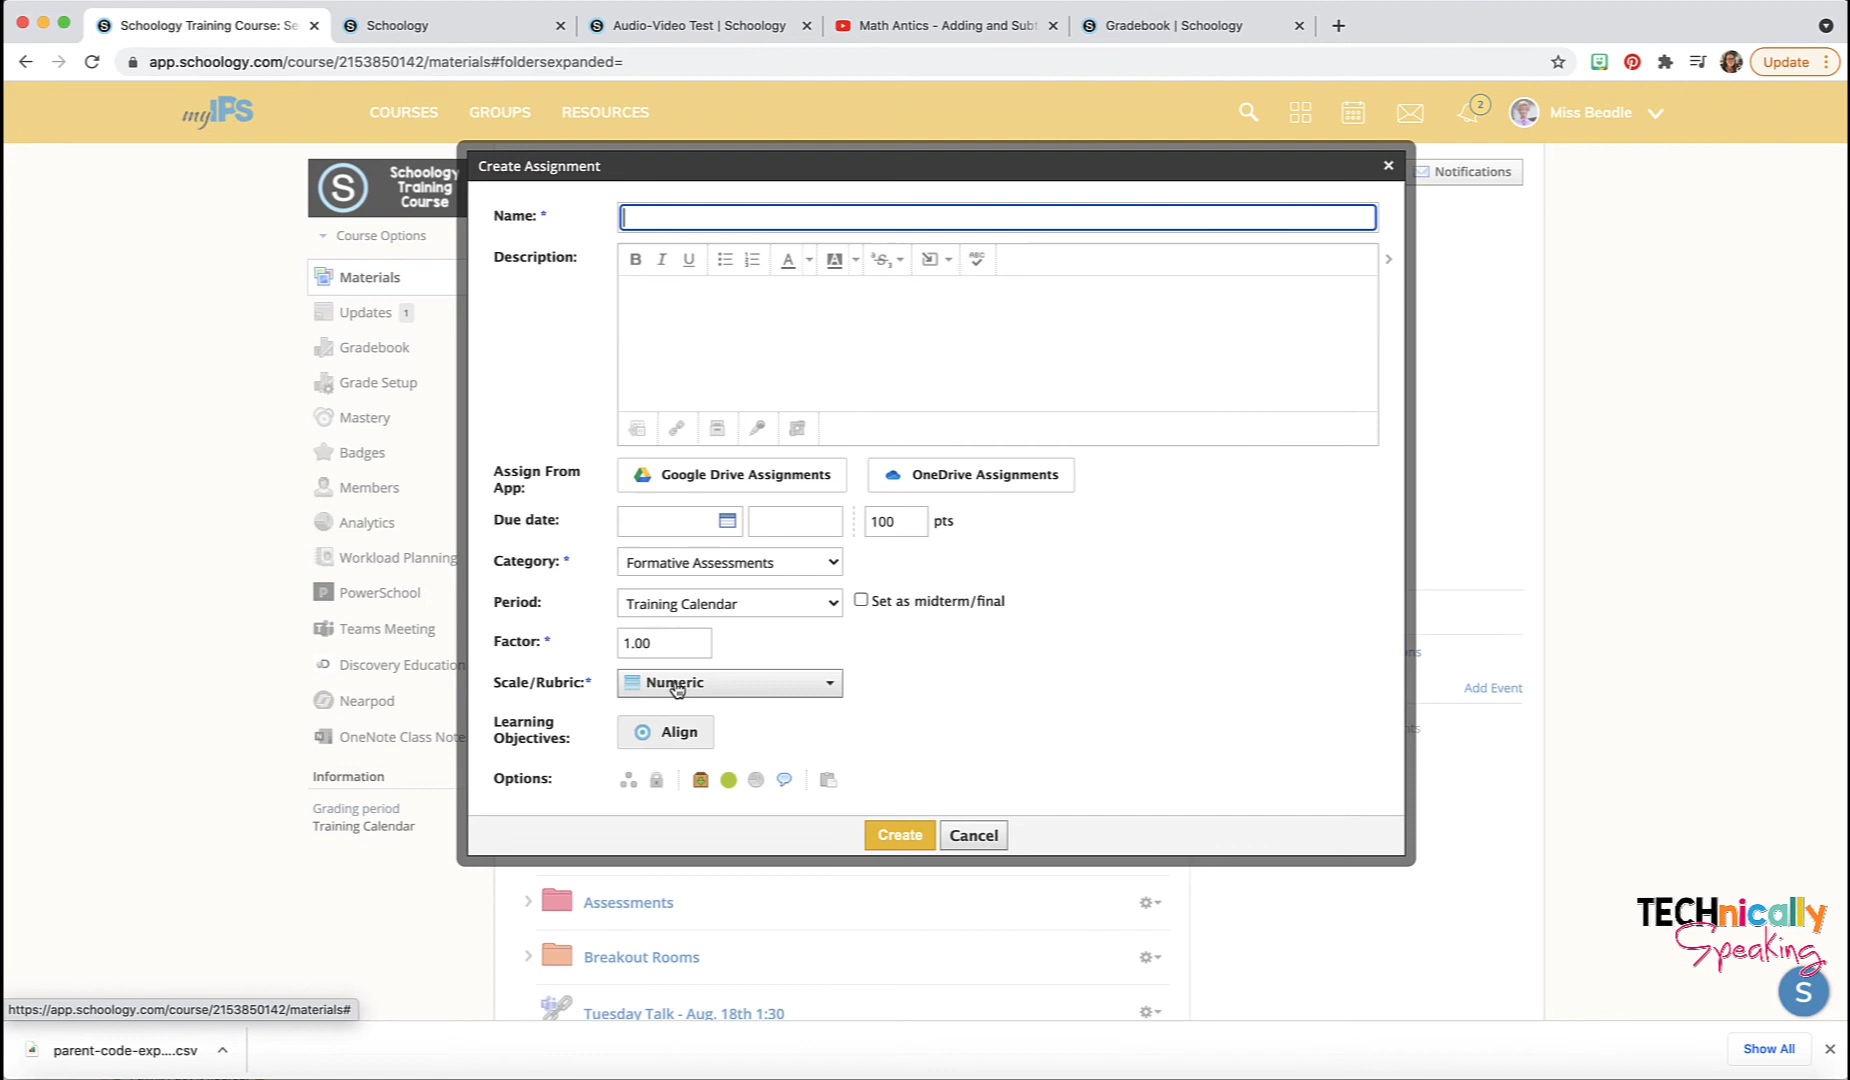 Schoology Training Course: Se
Schoology
Audio-Video Test | Schoology
Math Antics - Adding and Subt
Gradebook | Schoology
app.schoology.com/course/2153850142/materials#foldersexpanded=
Update
myIPS
COURSES
GROUPS
RESOURCES
2
Miss Beadle
S
Schoology
Training
Course
Course Options
Materials
Updates 1
Gradebook
Grade Setup
Mastery
Badges
Members
Analytics
Workload Planning
PowerSchool
Teams Meeting
Discovery Education
Nearpod
OneNote Class Note
Information
Grading period
Training Calendar
Create Assignment
Notifications
Name: *
Description:
B I U A A ABC
Assign From
App:
Google Drive Assignments
OneDrive Assignments
Due date:
100 pts
Category: *
Formative Assessments
Period:
Training Calendar
Set as midterm/final
Factor: *
1.00
Scale/Rubric:*
Numeric
Learning
Objectives:
Align
Options:
Create
Cancel
Add Event
Assessments
Breakout Rooms
Tuesday Talk - Aug. 18th 1:30
TECHnically
Speaking
S
https://app.schoology.com/course/2153850142/materials#
parent-code-exp....csv
Show All